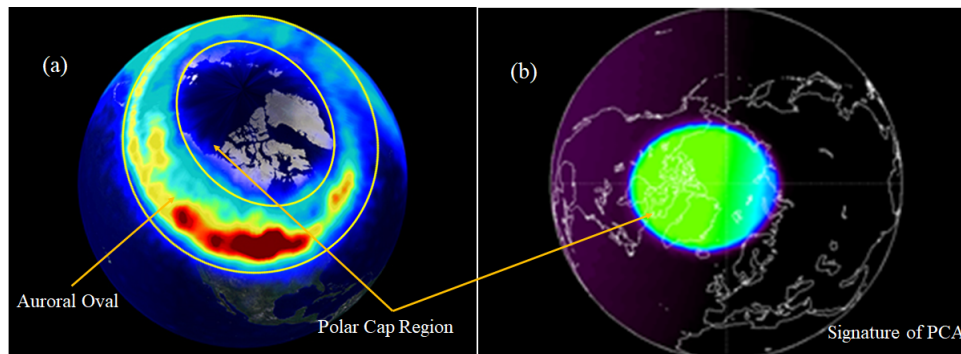 (a)
(b)
Auroral Oval
Polar Cap Region
Signature of PCA